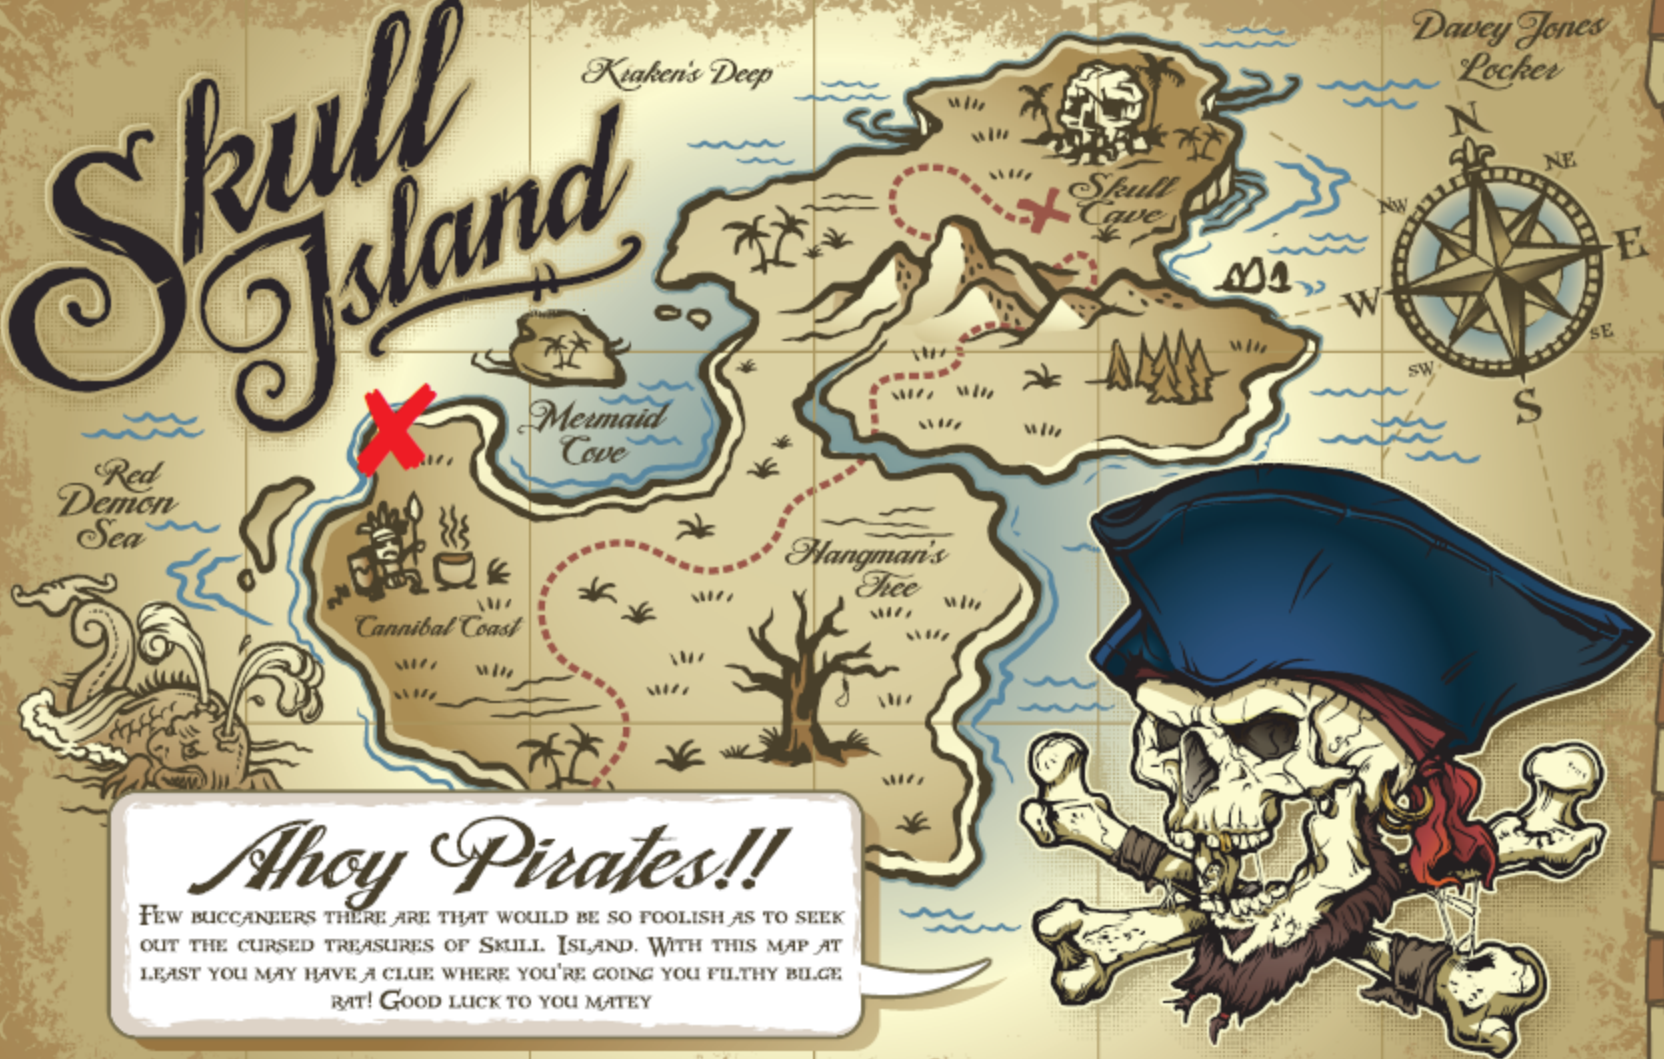 Skull
Island
Kraken's Deep
Davey Jones
Locker
N
NE
E
SE
S
SW
W
NW
Skull
Cave
Mermaid
Cove
Red
Demon
Sea
Hangman's
Tree
Cannibal Coast
Ahoy Pirates!!
FEW BUCCANEERS THERE ARE THAT WOULD BE SO FOOLISH AS TO SEEK
OUT THE CURSED TREASURES OF SKULL ISLAND. WITH THIS MAP AT
LEAST YOU MAY HAVE A CLUE WHERE YOU'RE GOING YOU FILTHY BILGE
RAT! GOOD LUCK TO YOU MATEY